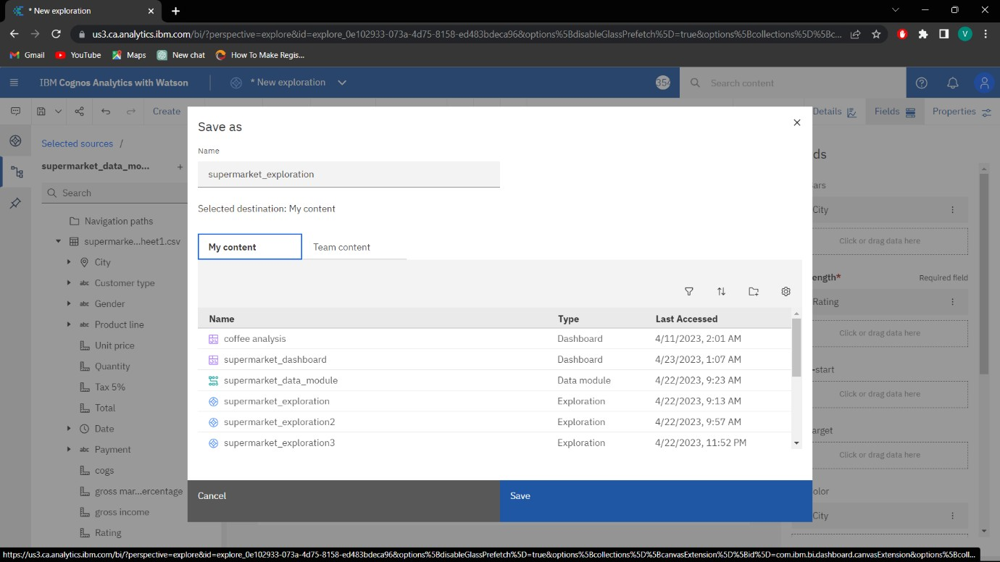 * New exploration
us3.ca.analytics.ibm.com/bi/?perspective=explore&id=explore_0e102933-073a-4d75-8158-ed483bdeca96&options%5BdisableGlassPrefetch%5D=true&options%5Bcollections%5D%5Bc...
V
Gmail
YouTube
Maps
New chat
How To Make Regis...
IBM Cognos Analytics with Watson
* New exploration
354
Search content
Create
Details
Fields
Properties
Selected sources /
supermarket_data_mo...
Search
Navigation paths
supermarke...heet1.csv
City
abc Customer type
abc Gender
abc Product line
Unit price
Quantity
Tax 5%
Total
Date
abc Payment
cogs
gross mar...ercentage
gross income
Rating
Save as
Name
supermarket_exploration
Selected destination: My content
My content
Team content
Name Type Last Accessed
coffee analysis Dashboard 4/11/2023, 2:01 AM
supermarket_dashboard Dashboard 4/23/2023, 1:07 AM
supermarket_data_module Data module 4/22/2023, 9:23 AM
supermarket_exploration Exploration 4/22/2023, 9:13 AM
supermarket_exploration2 Exploration 4/22/2023, 9:57 AM
supermarket_exploration3 Exploration 4/22/2023, 11:52 PM
Cancel
Save
ds
ars
City
Click or drag data here
ength* Required field
Rating
Click or drag data here
-start
Click or drag data here
arget
Click or drag data here
olor
City
https://us3.ca.analytics.ibm.com/bi/?perspective=explore&id=explore_0e102933-073a-4d75-8158-ed483bdeca96&options%5BdisableGlassPrefetch%5D=true&options%5Bcollections%5D%5BcanvasExtension%5D%5Bid%5D=com.ibm.bi.dashboard.canvasExtension&options%5Bcoll...